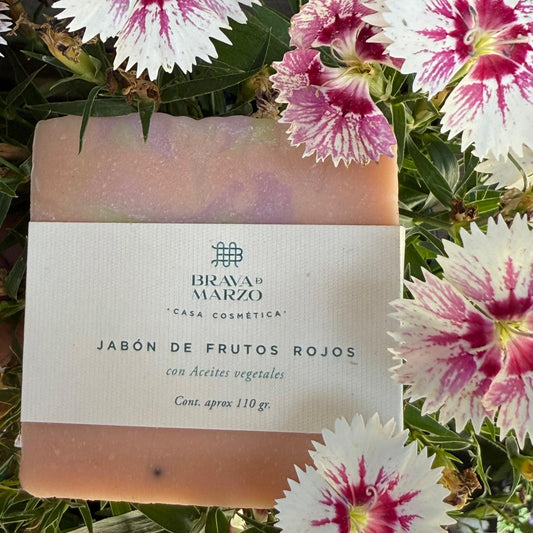 BRAVA D
MARZO
"CASA COSMÉTICA"
JABÓN DE FRUTOS ROJOS
con Aceites vegetales
Cont. aprox 110 gr.